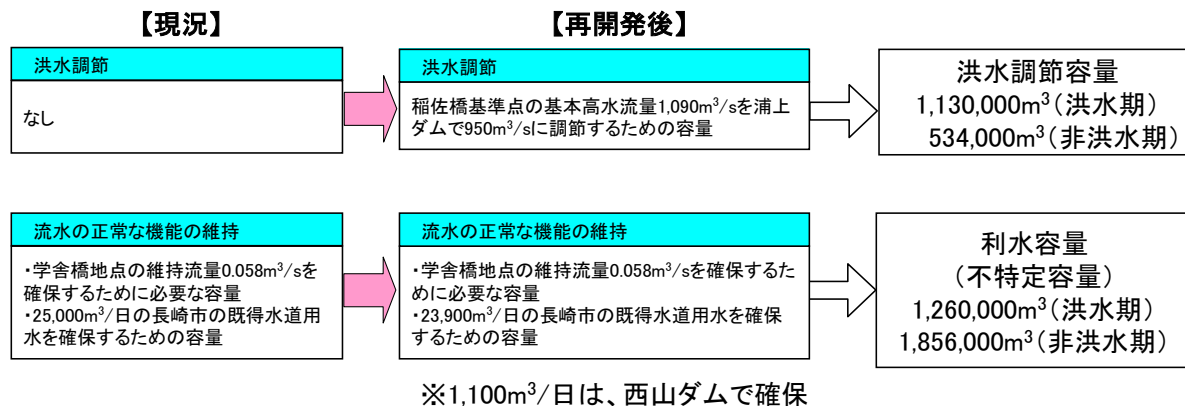 【現況】
【再開発後】
洪水調節
なし
洪水調節
稲佐橋基準点の基本高水流量1,090m³/sを浦上
ダムで950m³/sに調節するための容量
洪水調節容量
1,130,000m³(洪水期)
534,000m³(非洪水期)
流水の正常な機能の維持
・学舎橋地点の維持流量0.058m³/sを
確保するために必要な容量
・25,000m³/日の長崎市の既得水道用
水を確保するための容量
流水の正常な機能の維持
・学舎橋地点の維持流量0.058m³/sを確保するた
めに必要な容量
・23,900m³/日の長崎市の既得水道用水を確保
するための容量
利水容量
(不特定容量)
1,260,000m³(洪水期)
1,856,000m³(非洪水期)
※1,100m³/日は、西山ダムで確保